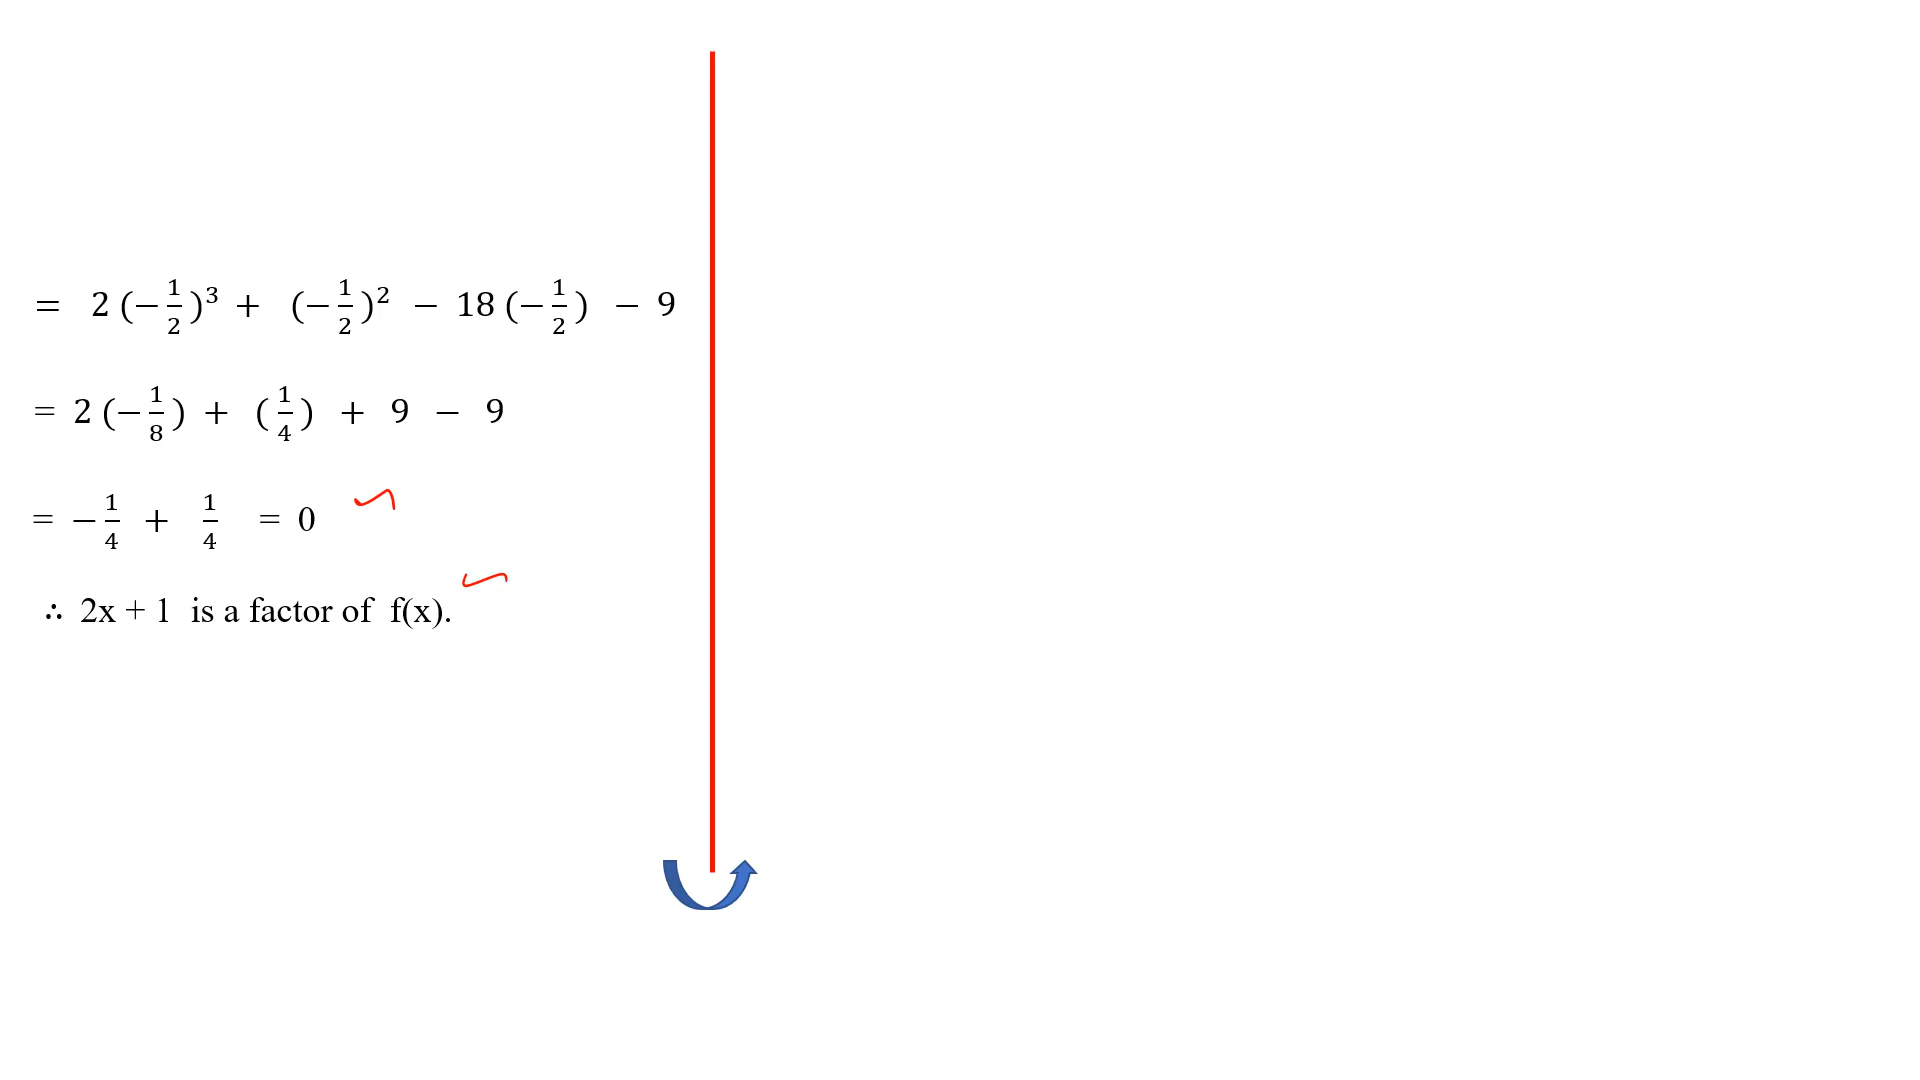 = 2 (−1/2)³ + (−1/2)² − 18 (−1/2) − 9
= 2 (−1/8) + (1/4) + 9 − 9
= −1/4 + 1/4 = 0
∴ 2x + 1 is a factor of f(x).